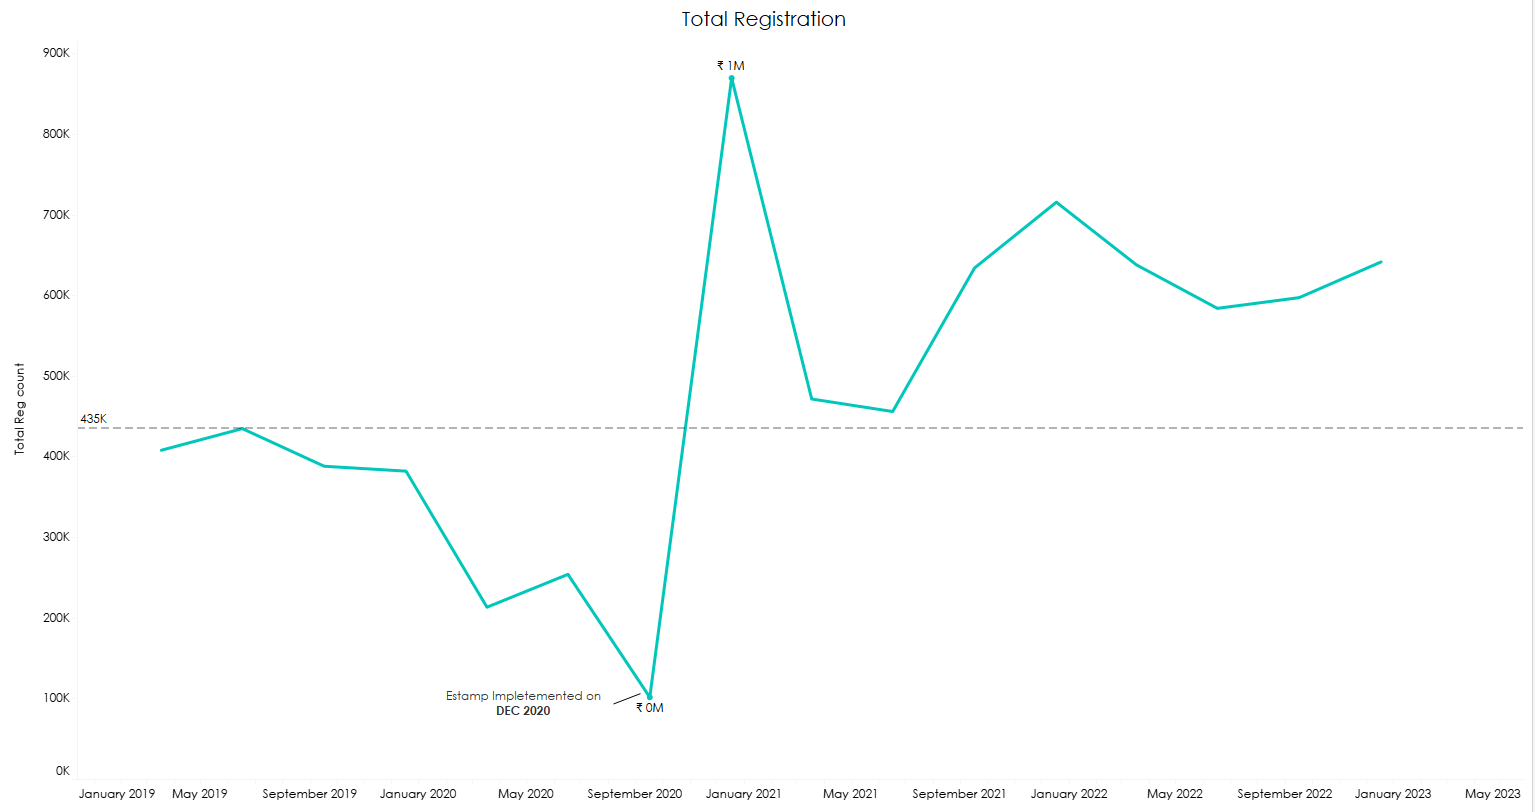 Total Registration
900K
₹ 1M
800K
700K
600K
500K
Total Reg count
435K
400K
300K
200K
100K
Estamp Impletemented on
DEC 2020
₹ 0M
0K
January 2019 May 2019 September 2019 January 2020 May 2020 September 2020 January 2021 May 2021 September 2021 January 2022 May 2022 September 2022 January 2023 May 2023